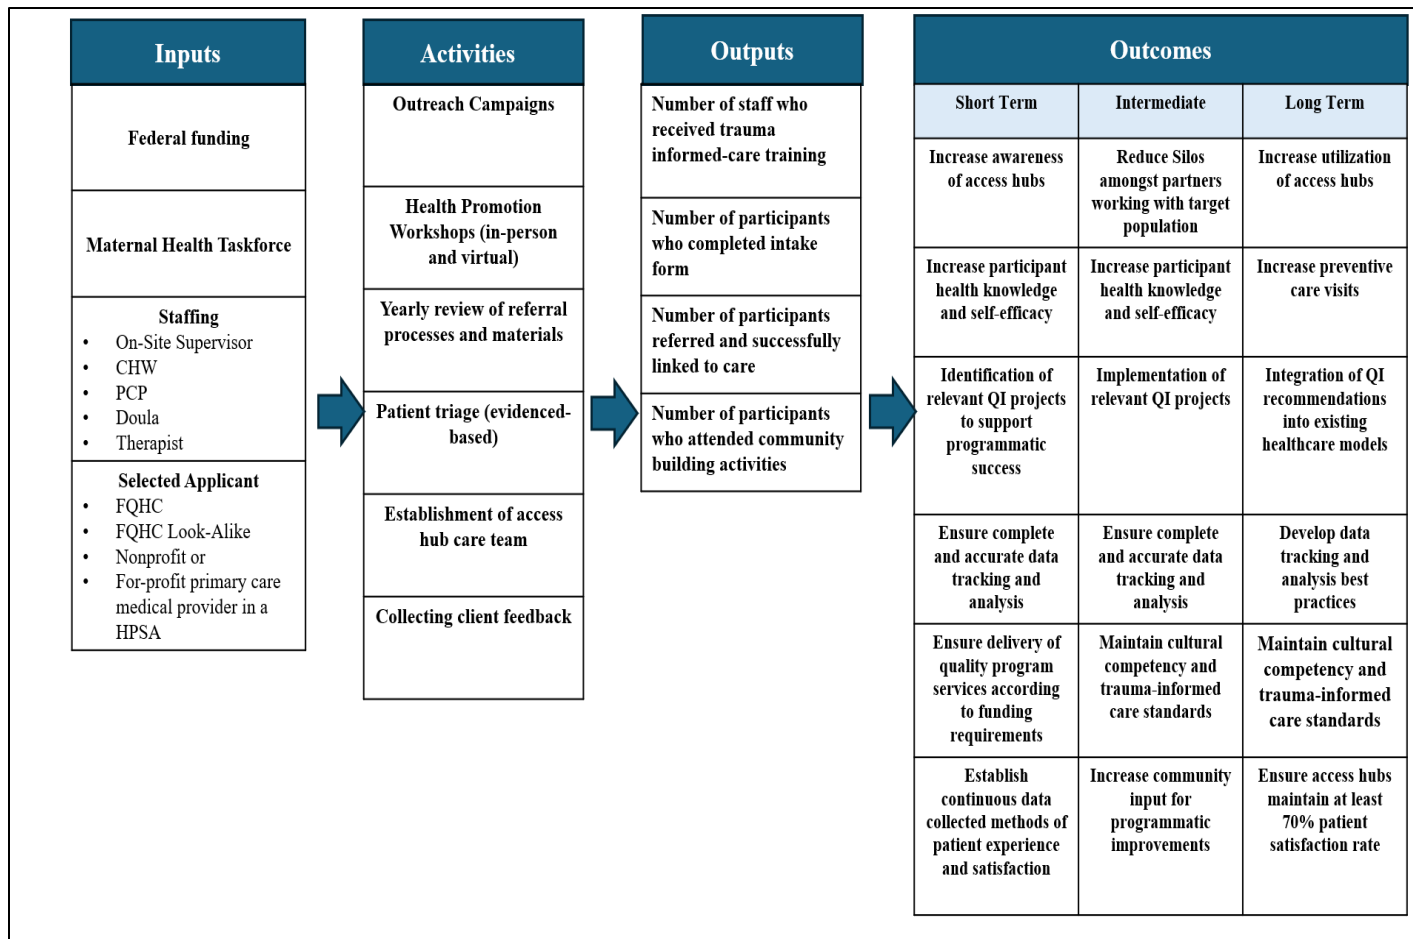 Inputs
Federal funding
Maternal Health Taskforce
Staffing
• On-Site Supervisor
• CHW
• PCP
• Doula
• Therapist
Selected Applicant
• FQHC
• FQHC Look-Alike
• Nonprofit or
• For-profit primary care
medical provider in a
HPSA
Activities
Outreach Campaigns
Health Promotion
Workshops (in-person
and virtual)
Yearly review of referral
processes and materials
Patient triage (evidenced-
based)
Establishment of access
hub care team
Collecting client feedback
Outputs
Number of staff who
received trauma
informed-care training
Number of participants
who completed intake
form
Number of participants
referred and successfully
linked to care
Number of participants
who attended community
building activities
Outcomes
Short Term
Intermediate
Long Term
Increase awareness
of access hubs
Reduce Silos
amongst partners
working with target
population
Increase utilization
of access hubs
Increase participant
health knowledge
and self-efficacy
Increase participant
health knowledge
and self-efficacy
Increase preventive
care visits
Identification of
relevant QI projects
to support
programmatic
success
Implementation of
relevant QI projects
Integration of QI
recommendations
into existing
healthcare models
Ensure complete
and accurate data
tracking and
analysis
Ensure complete
and accurate data
tracking and
analysis
Develop data
tracking and
analysis best
practices
Ensure delivery of
quality program
services according
to funding
requirements
Maintain cultural
competency and
trauma-informed
care standards
Maintain cultural
competency and
trauma-informed
care standards
Establish
continuous data
collected methods of
patient experience
and satisfaction
Increase community
input for
programmatic
improvements
Ensure access hubs
maintain at least
70% patient
satisfaction rate